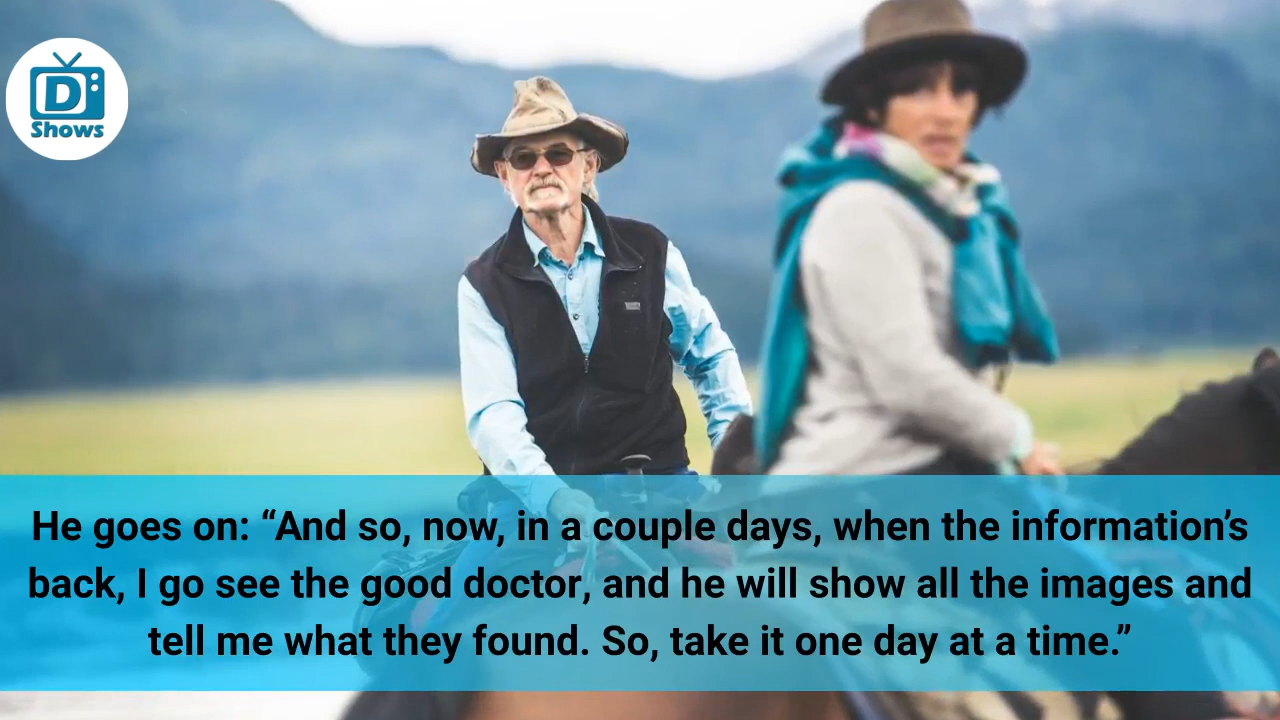 D
Shows
He goes on: “And so, now, in a couple days, when the information’s
back, I go see the good doctor, and he will show all the images and
tell me what they found. So, take it one day at a time.”